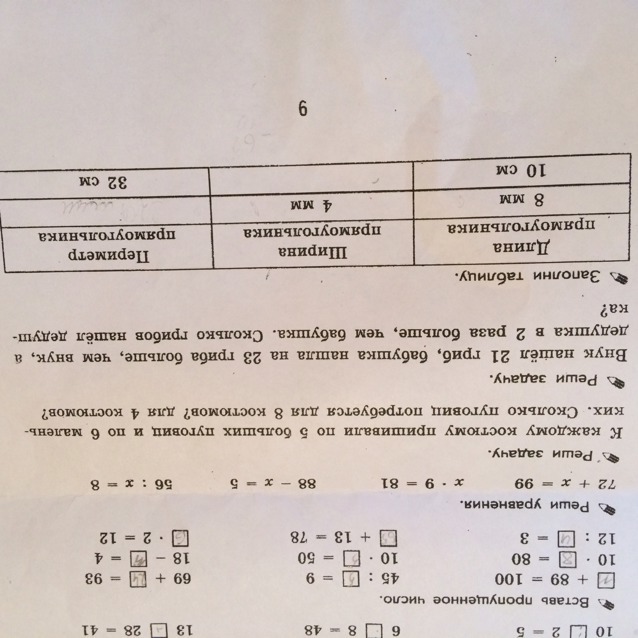 10 2 = 5 6 8 = 48 13 28 = 41
Вставь пропущенное число.
+ 89 = 100 45 : = 9 69 + 24 = 93
10 · 8 = 80 10 · 5 = 50 18 − = 4
12 : 4 = 3 + 13 = 78 6 · 2 = 12
Реши уравнения.
72 + x = 99 x · 9 = 81 88 − x = 5 56 : x = 8
Реши задачу.
К каждому костюму пришивали по 5 больших пуговиц и по 6 малень-
ких. Сколько пуговиц потребуется для 8 костюмов? для 4 костюмов?
Реши задачу.
Внук нашёл 21 гриб, бабушка нашла на 23 гриба больше, чем внук, а
дедушка в 2 раза больше, чем бабушка. Сколько грибов нашёл дедуш-
ка?
Заполни таблицу.
Длина Ширина Периметр
прямоугольника прямоугольника прямоугольника
8 мм 4 мм
10 см 32 см
9